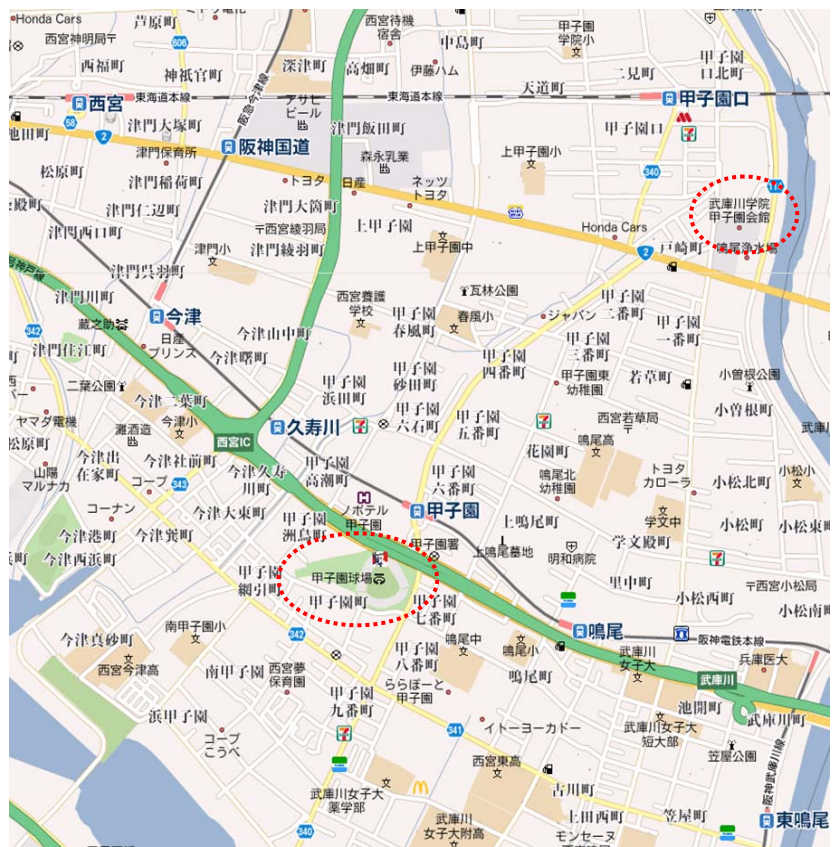 Honda Cars
芦原町
西宮待機
宿舎
中島町
甲子園
学院小
甲子園
口北町
西宮神明局〒
606
西福町
神祇官町
深津町
高畑町
伊藤ハム
二見町
天道町
西宮
東海道本線
阪急今津線
アサヒ
ビール
東海道本線
甲子園口
池田町
58
2
津門大塚町
津門飯田町
甲子園口
津門保育所
阪神国道
森永乳業
上甲子園小
340
松原町
津門稲荷町
トヨタ
日産
ネッツ
トヨタ
津門仁辺町
津門大箇町
武庫川学院
甲子園会館
津門西口町
〒西宮綾羽局
上甲子園
Honda Cars
津門小
津門綾羽町
上甲子園中
2
戸崎町
鳴尾浄水場
津門呉羽町
津門川町
西宮養護
学校
瓦林公園
甲子園
二番町
342
蔵之助
今津
甲子園
春風町
春風小
ジャパン
甲子園
一番町
津門住江町
日産
プリンス
今津山中町
甲子園
三番町
今津曙町
甲子園
砂田町
甲子園
四番町
甲子園東
幼稚園
若草町
小曽根公園
二葉公園
甲子園
浜田町
今津二葉町
甲子園
六石町
甲子園
五番町
西宮若草局
〒
小曽根町
ヤマダ電機
灘酒造
今津小
西宮IC
久寿川
鳴尾高
花園町
今津出
在家町
今津社前町
今津久寿
川町
甲子園
高潮町
甲子園
六番町
鳴尾北
幼稚園
トヨタ
カローラ
小松北町
小松小
山陽
マルナカ
コープ
343
コーナン
今津大東町
ノボテル
甲子園
甲子園
上鳴尾町
学文中
小松町
小松東町
今津港町
今津巽町
甲子園
洲鳥町
甲子園署
上鳴尾墓地
明和病院
学文殿町
今津西浜町
甲子園
網引町
甲子園球場
里中町
〒西宮小松局
甲子園町
甲子園
七番町
小松西町
小松南町
342
今津真砂町
南甲子園小
鳴尾中
鳴尾小
鳴尾
阪神電鉄本線
西宮今津高
南甲子園
西宮夢
保育園
甲子園
八番町
武庫川
女子大
兵庫医大
ららぽーと
甲子園
鳴尾町
武庫川
浜甲子園
甲子園
九番町
池開町
武庫川町
コープ
こうべ
341
イトーヨーカドー
武庫川女子大
短大部
笠屋公園
阪神武庫川線
西宮東高
武庫川女子大
薬学部
古川町
340
武庫川
女子大附高
上田西町
笠屋町
東鳴尾
モンセーヌ